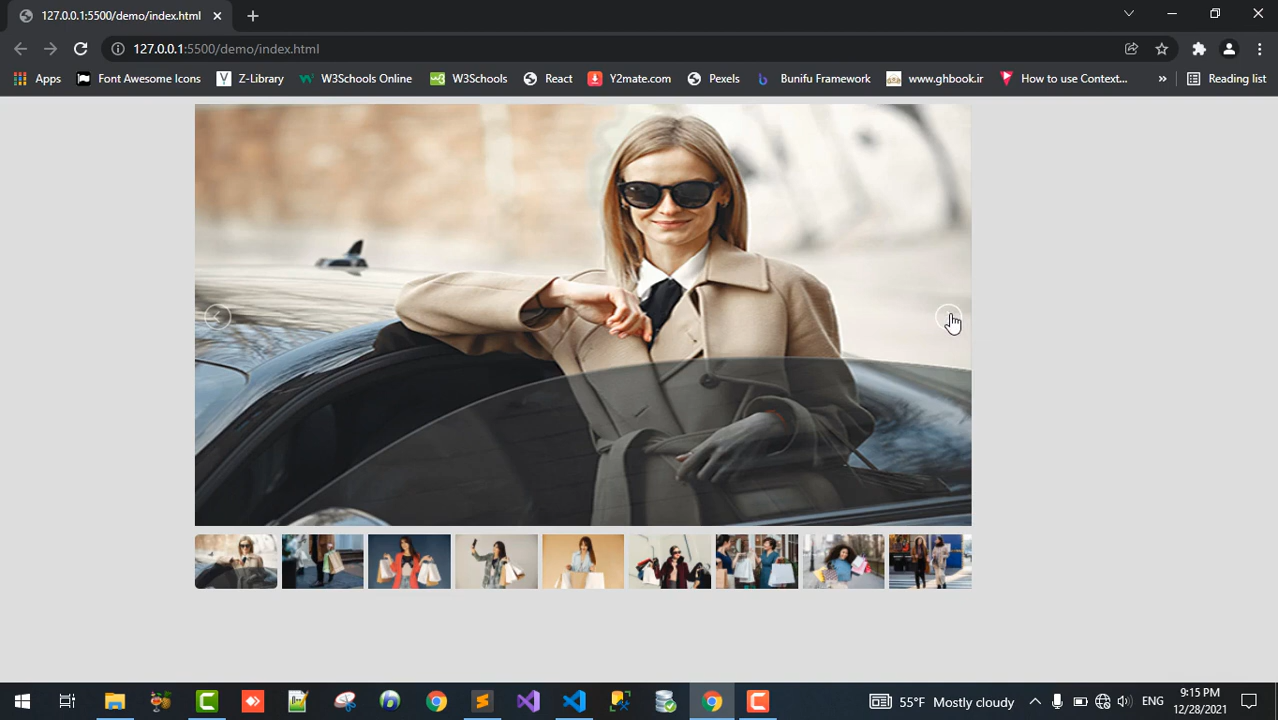 127.0.0.1:5500/demo/index.html
127.0.0.1:5500/demo/index.html
Apps Font Awesome Icons Z-Library W3Schools Online W3Schools React Y2mate.com Pexels Bunifu Framework www.ghbook.ir How to use Context... » Reading list
55°F Mostly cloudy ENG 9:15 PM
12/28/2021